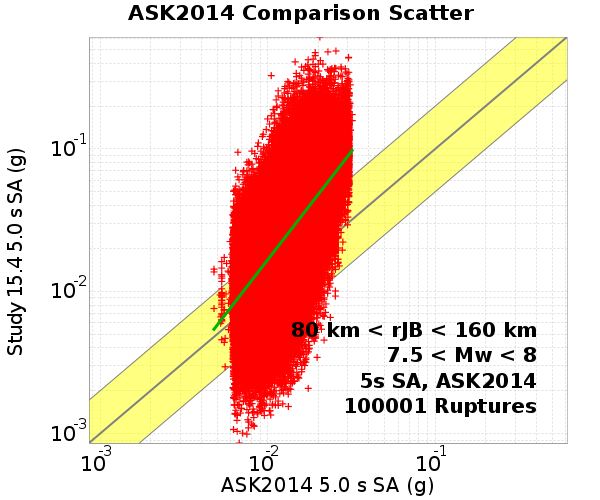 ASK2014 Comparison Scatter
Study 15.4 5.0 s SA (g)
10-1
10-2
10-3
80 km < rJB < 160 km
7.5 < Mw < 8
5s SA, ASK2014
100001 Ruptures
10-3 10-2 10-1
ASK2014 5.0 s SA (g)